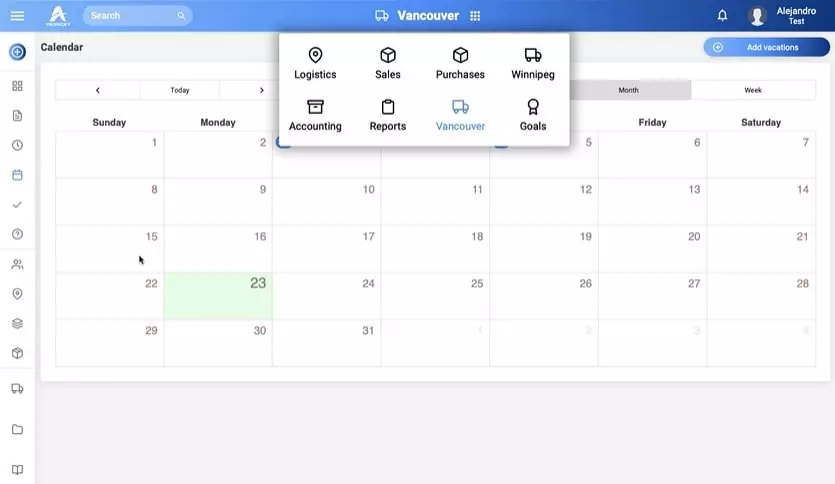 Search
Vancouver
Alejandro
Test
Calendar
Add vacations
Logistics
Sales
Purchases
Winnipeg
Accounting
Reports
Vancouver
Goals
Today
Month
Week
Sunday
Monday
Friday
Saturday
1 2 5 6 7
8 9 10 11 12 13 14
15 16 17 18 19 20 21
22 23 24 25 26 27 28
29 30 31 1 2 3 4